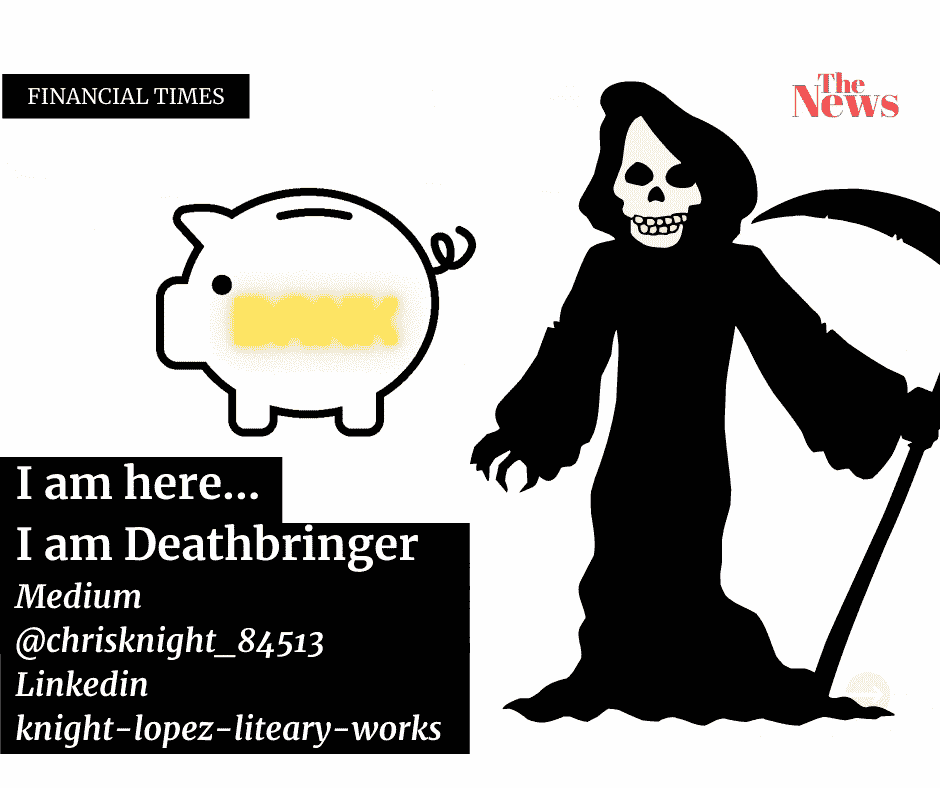 FINANCIAL TIMES
The
News
I am here...
I am Deathbringer
Medium
@chrisknight_84513
Linkedin
knight-lopez-liteary-works